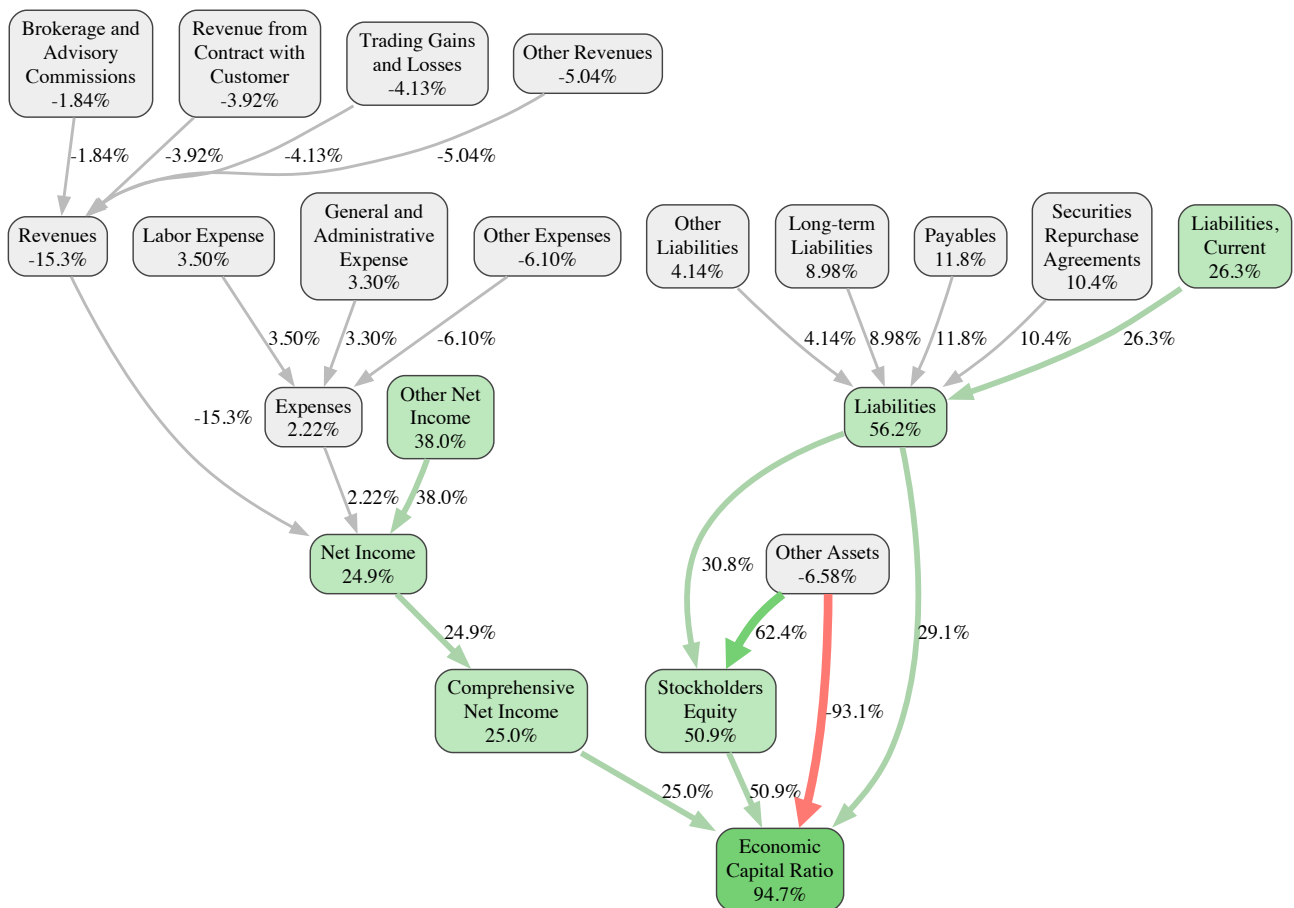 Brokerage and
Advisory
Commissions
-1.84%
Revenue from
Contract with
Customer
-3.92%
Trading Gains
and Losses
-4.13%
Other Revenues
-5.04%
-1.84%
-3.92%
-4.13%
-5.04%
Revenues
-15.3%
Labor Expense
3.50%
General and
Administrative
Expense
3.30%
Other Expenses
-6.10%
Other
Liabilities
4.14%
Long-term
Liabilities
8.98%
Payables
11.8%
Securities
Repurchase
Agreements
10.4%
Liabilities,
Current
26.3%
3.50%
3.30%
-6.10%
4.14%
8.98%
11.8%
10.4%
26.3%
-15.3%
Expenses
2.22%
Other Net
Income
38.0%
Liabilities
56.2%
2.22%
38.0%
Net Income
24.9%
30.8%
Other Assets
-6.58%
24.9%
62.4%
29.1%
Comprehensive
Net Income
25.0%
Stockholders
Equity
50.9%
-93.1%
25.0%
50.9%
Economic
Capital Ratio
94.7%